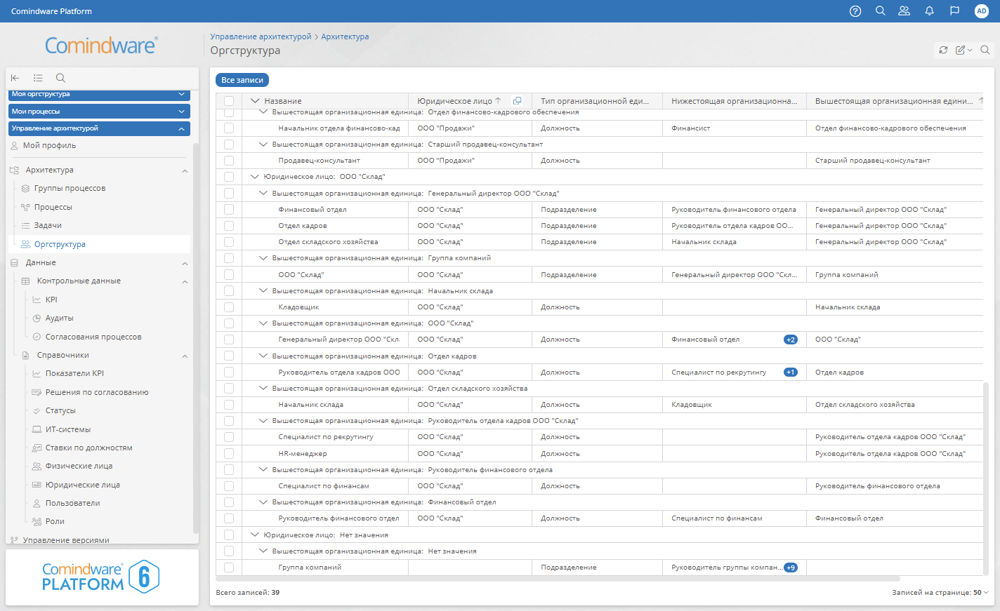 Comindware Platform
AD
Comindware®
Управление архитектурой > Архитектура
Оргструктура
Моя оргструктура
Мои процессы
Управление архитектурой
Мой профиль
Архитектура
Группы процессов
Процессы
Задачи
Оргструктура
Данные
Контрольные данные
KPI
Аудиты
Согласования процессов
Справочники
Показатели KPI
Решения по согласованию
Статусы
ИТ-системы
Ставки по должностям
Физические лица
Юридические лица
Пользователи
Роли
Управление версиями
Comindware®
PLATFORM 6
Все записи
Название Юридическое лицо Тип организационной еди... Нижестоящая организационна... Вышестоящая организационная едини...
Вышестоящая организационная единица: Отдел финансово-кадрового обеспечения
Начальник отдела финансово-кад ООО "Продажи" Должность Финансист Отдел финансово-кадрового обеспечения
Вышестоящая организационная единица: Старший продавец-консультант
Продавец-консультант ООО "Продажи" Должность Старший продавец-консультант
Юридическое лицо: ООО "Склад"
Вышестоящая организационная единица: Генеральный директор ООО "Склад"
Финансовый отдел ООО "Склад" Подразделение Руководитель финансового отдела Генеральный директор ООО "Склад"
Отдел кадров ООО "Склад" Подразделение Руководитель отдела кадров ОО... Генеральный директор ООО "Склад"
Отдел складского хозяйства ООО "Склад" Подразделение Начальник склада Генеральный директор ООО "Склад"
Вышестоящая организационная единица: Группа компаний
ООО "Склад" ООО "Склад" Подразделение Генеральный директор ООО "Скл... Группа компаний
Вышестоящая организационная единица: Начальник склада
Кладовщик ООО "Склад" Должность Начальник склада
Вышестоящая организационная единица: ООО "Склад"
Генеральный директор ООО "Скла ООО "Склад" Должность Финансовый отдел +2 ООО "Склад"
Вышестоящая организационная единица: Отдел кадров
Руководитель отдела кадров ООО ООО "Склад" Должность Специалист по рекрутингу +1 Отдел кадров
Вышестоящая организационная единица: Отдел складского хозяйства
Начальник склада ООО "Склад" Должность Кладовщик Отдел складского хозяйства
Вышестоящая организационная единица: Руководитель отдела кадров ООО "Склад"
Специалист по рекрутингу ООО "Склад" Должность Руководитель отдела кадров ООО "Склад"
HR-менеджер ООО "Склад" Должность Руководитель отдела кадров ООО "Склад"
Вышестоящая организационная единица: Руководитель финансового отдела
Специалист по финансам ООО "Склад" Должность Руководитель финансового отдела
Вышестоящая организационная единица: Финансовый отдел
Руководитель финансового отдел ООО "Склад" Должность Специалист по финансам Финансовый отдел
Юридическое лицо: Нет значения
Вышестоящая организационная единица: Нет значения
Группа компаний Подразделение Руководитель группы компан... +9
Всего записей: 39
Записей на странице: 50